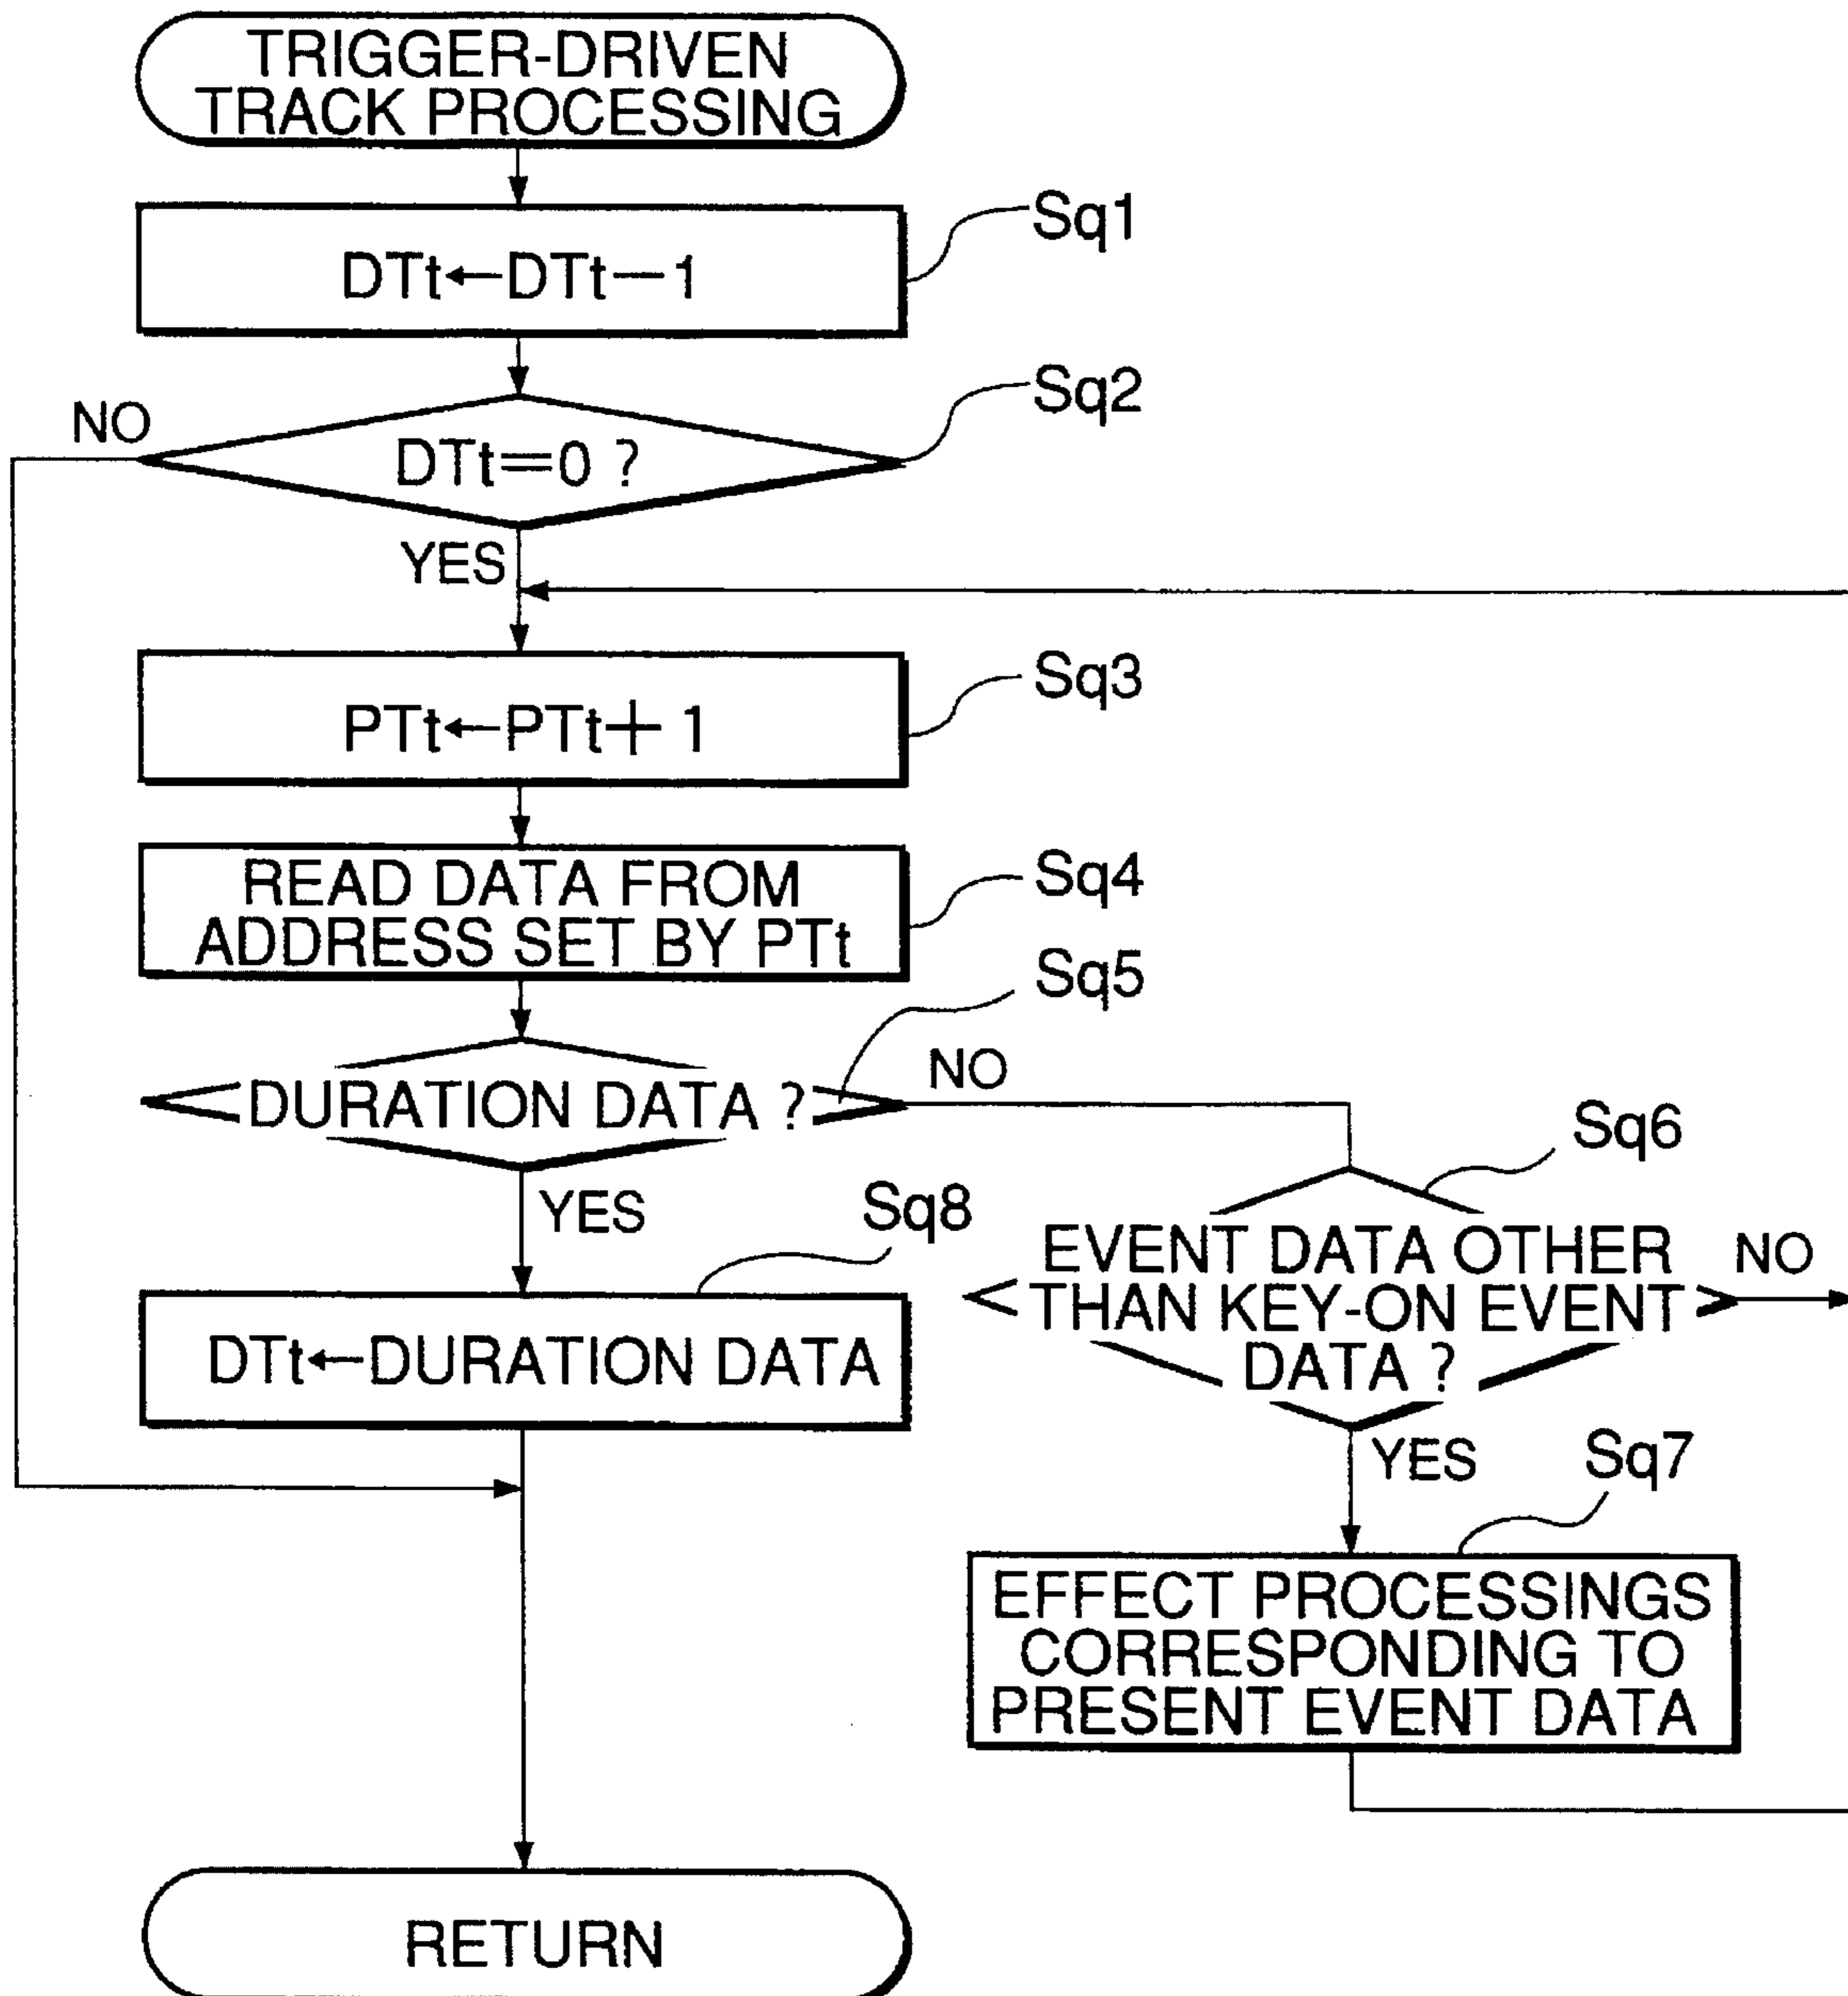 TRIGGER-DRIVEN
TRACK PROCESSING
Sq1
DTt←DTt−1
Sq2
NO
DTt=0 ?
YES
Sq3
PTt←PTt+1
Sq4
READ DATA FROM
ADDRESS SET BY PTt
Sq5
DURATION DATA ?
NO
YES
Sq6
EVENT DATA OTHER
THAN KEY-ON EVENT
DATA ?
NO
YES
Sq8
DTt←DURATION DATA
Sq7
EFFECT PROCESSINGS
CORRESPONDING TO
PRESENT EVENT DATA
RETURN